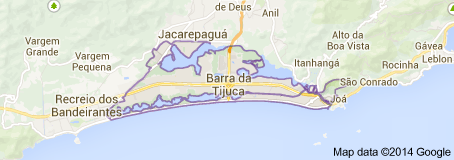 de Deus
Anil
Jacarepaguá
Alto da
Boa Vista
Vargem
Grande
Vargem
Pequena
Gávea
Leblon
Itanhangá
Rocinha
Barra da
Tijuca
São Conrado
Joá
Recreio dos
Bandeirantes
Map data ©2014 Google